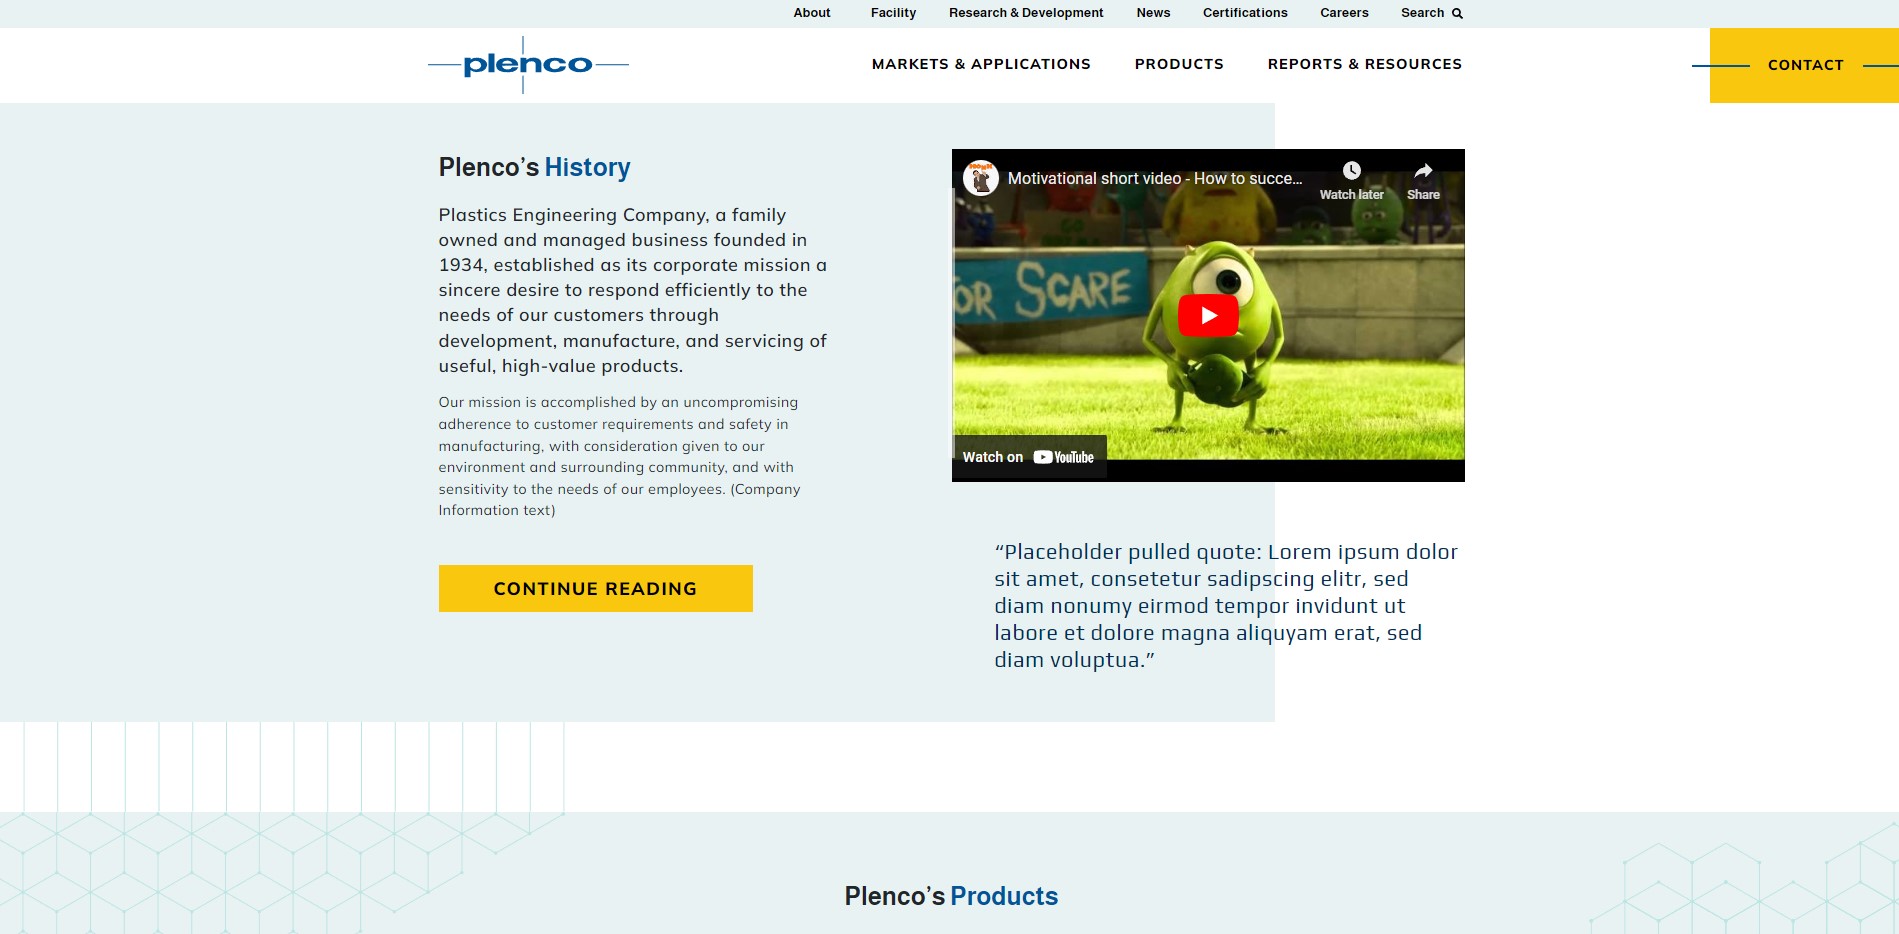 About Facility Research & Development News Certifications Careers Search
plenco
MARKETS & APPLICATIONS PRODUCTS REPORTS & RESOURCES
CONTACT
Plenco’s History
Plastics Engineering Company, a family
owned and managed business founded in
1934, established as its corporate mission a
sincere desire to respond efficiently to the
needs of our customers through
development, manufacture, and servicing of
useful, high-value products.
Our mission is accomplished by an uncompromising
adherence to customer requirements and safety in
manufacturing, with consideration given to our
environment and surrounding community, and with
sensitivity to the needs of our employees. (Company
Information text)
CONTINUE READING
Motivational short video - How to succe...
Watch later
Share
OR SCARE
Watch on YouTube
“Placeholder pulled quote: Lorem ipsum dolor
sit amet, consetetur sadipscing elitr, sed
diam nonumy eirmod tempor invidunt ut
labore et dolore magna aliquyam erat, sed
diam voluptua.”
Plenco’s Products